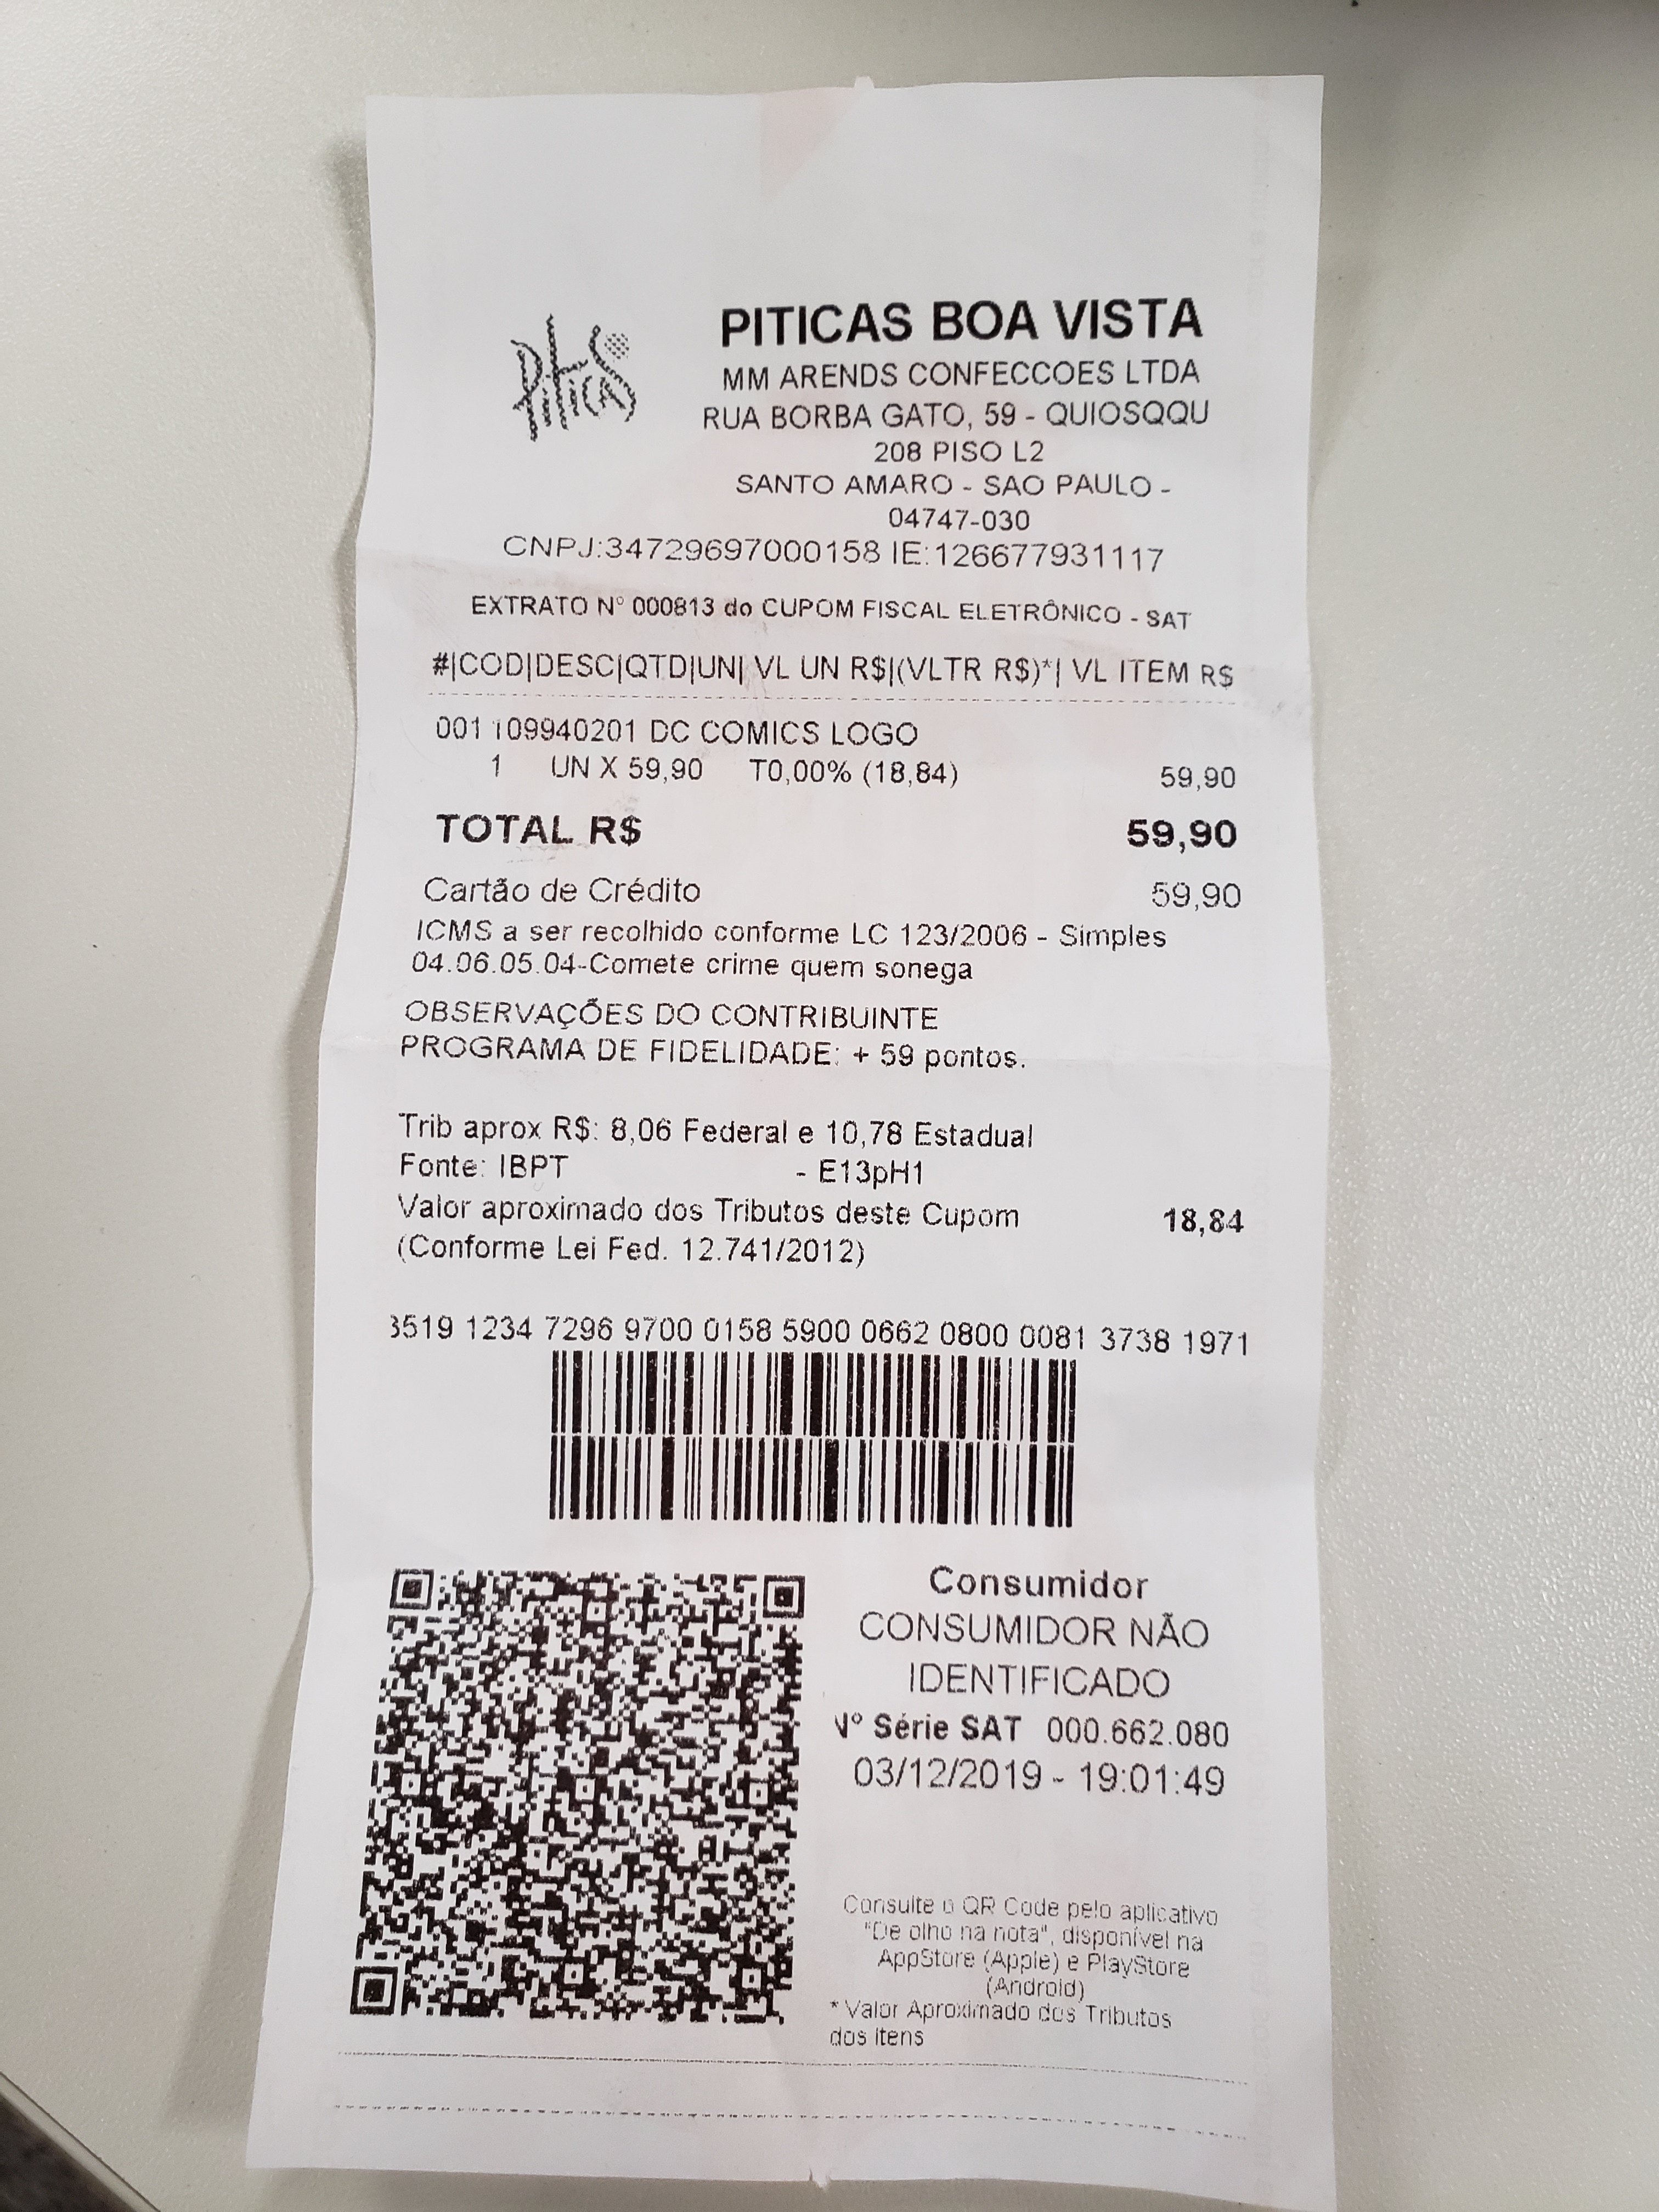 Piticas
PITICAS BOA VISTA
MM ARENDS CONFECCOES LTDA
RUA BORBA GATO, 59 - QUIOSQQU
208 PISO L2
SANTO AMARO - SAO PAULO -
04747-030
CNPJ:34729697000158 IE:126677931117
EXTRATO N° 000813 do CUPOM FISCAL ELETRÔNICO - SAT
#|COD|DESC|QTD|UN| VL UN R$|(VLTR R$)*| VL ITEM R$
001 109940201 DC COMICS LOGO
1 UN X 59,90 T0,00% (18,84) 59,90
TOTAL R$ 59,90
Cartão de Crédito 59,90
ICMS a ser recolhido conforme LC 123/2006 - Simples
04.06.05.04-Comete crime quem sonega
OBSERVAÇÕES DO CONTRIBUINTE
PROGRAMA DE FIDELIDADE: + 59 pontos.
Trib aprox R$: 8,06 Federal e 10,78 Estadual
Fonte: IBPT - E13pH1
Valor aproximado dos Tributos deste Cupom 18,84
(Conforme Lei Fed. 12.741/2012)
3519 1234 7296 9700 0158 5900 0662 0800 0081 3738 1971
Consumidor
CONSUMIDOR NÃO
IDENTIFICADO
N° Série SAT 000.662.080
03/12/2019 - 19:01:49
Consulte o QR Code pelo aplicativo
"De olho na nota", disponível na
AppStore (Apple) e PlayStore
(Android)
* Valor Aproximado dos Tributos
dos Itens